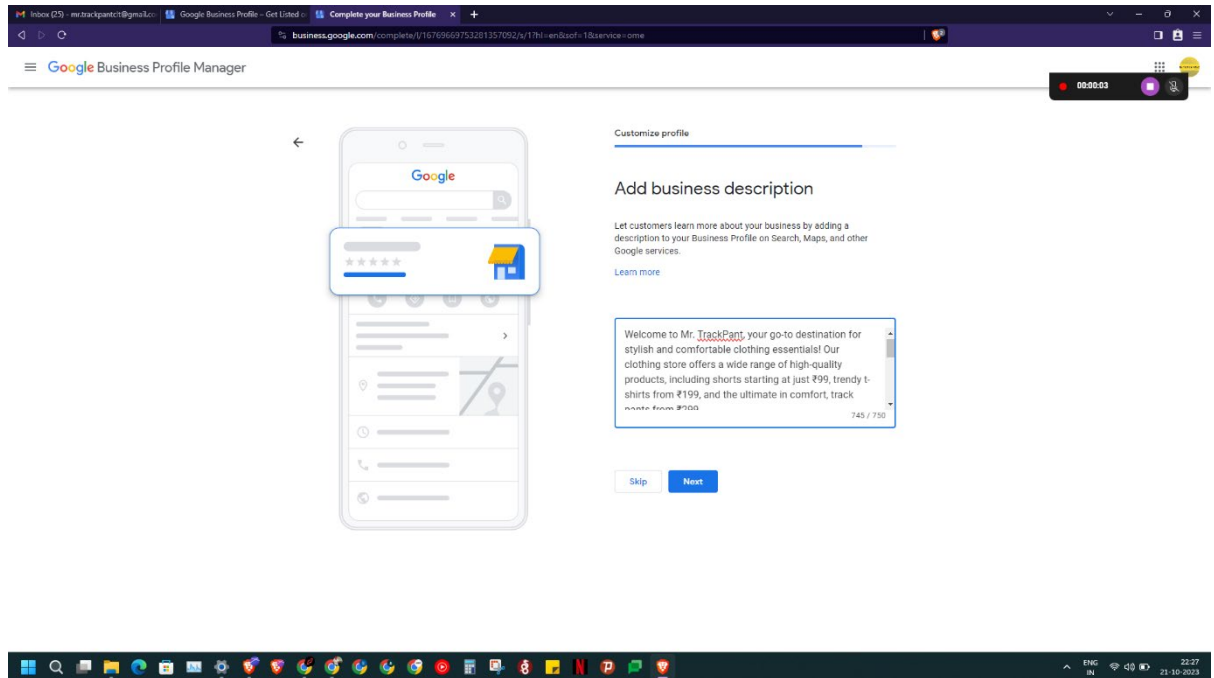 Inbox (25) - mr.trackpantctt@gmail.co
Google Business Profile – Get Listed o
Complete your Business Profile
business.google.com/complete/l/16769669753281357092/s/1?hl=en&lsof=1&service=ome
Google Business Profile Manager
00:00:03
Customize profile
Google
Add business description
Let customers learn more about your business by adding a
description to your Business Profile on Search, Maps, and other
Google services.
Learn more
Welcome to Mr. TrackPant, your go-to destination for
stylish and comfortable clothing essentials! Our
clothing store offers a wide range of high-quality
products, including shorts starting at just ₹99, trendy t-
shirts from ₹199, and the ultimate in comfort, track
pants from ₹299
745 / 750
Skip
Next
ENG
IN
22:27
21-10-2023